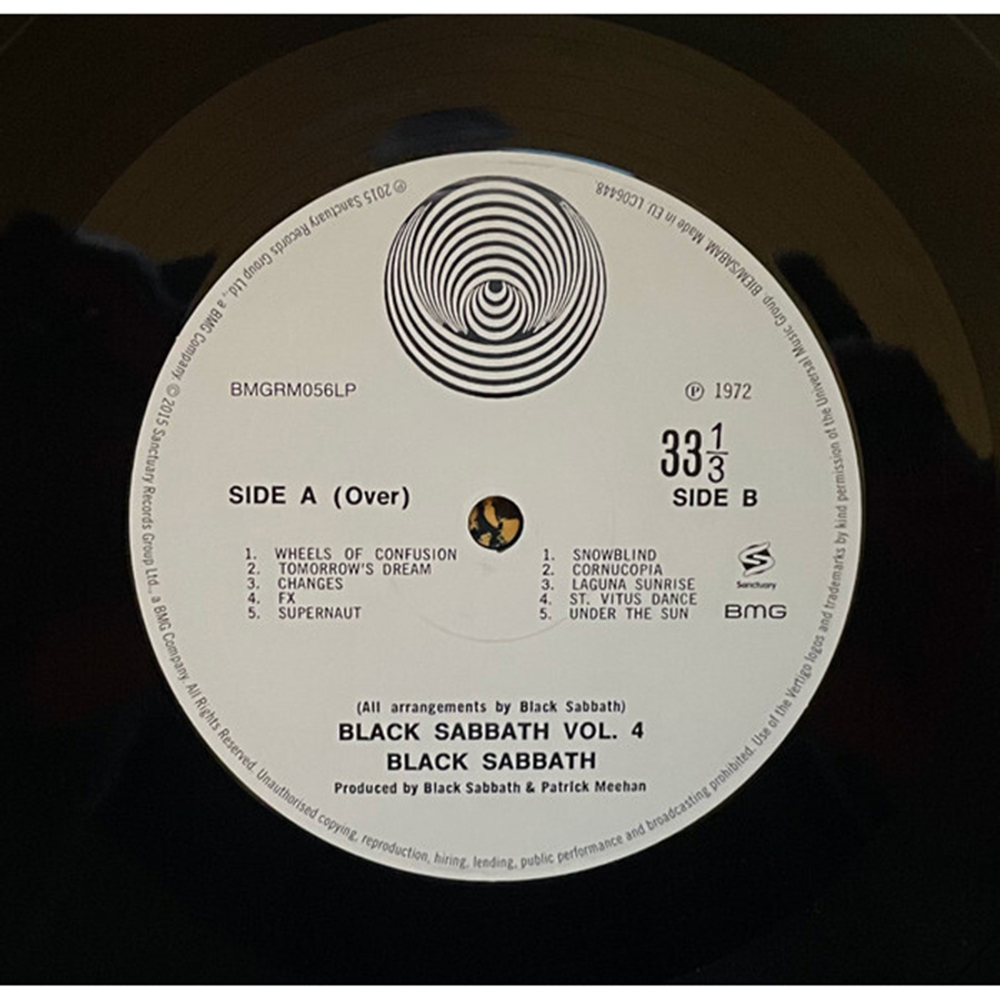 ℗ 2015 Sanctuary Records Group Ltd., a BMG Company. © 2015 Sanctuary Records Group Ltd., a BMG Company. All Rights Reserved. Unauthorised copying, reproduction, hiring, lending, public performance and broadcasting prohibited. Use of the Vertigo logos and trademarks by kind permission of the Universal Music Group. BIEM/SABAM. Made in EU. LC06448.
BMGRM056LP
℗ 1972
33 1/3
SIDE A (Over)
SIDE B
1. WHEELS OF CONFUSION
2. TOMORROW'S DREAM
3. CHANGES
4. FX
5. SUPERNAUT
1. SNOWBLIND
2. CORNUCOPIA
3. LAGUNA SUNRISE
4. ST. VITUS DANCE
5. UNDER THE SUN
S
Sanctuary
BMG
(All arrangements by Black Sabbath)
BLACK SABBATH VOL. 4
BLACK SABBATH
Produced by Black Sabbath & Patrick Meehan